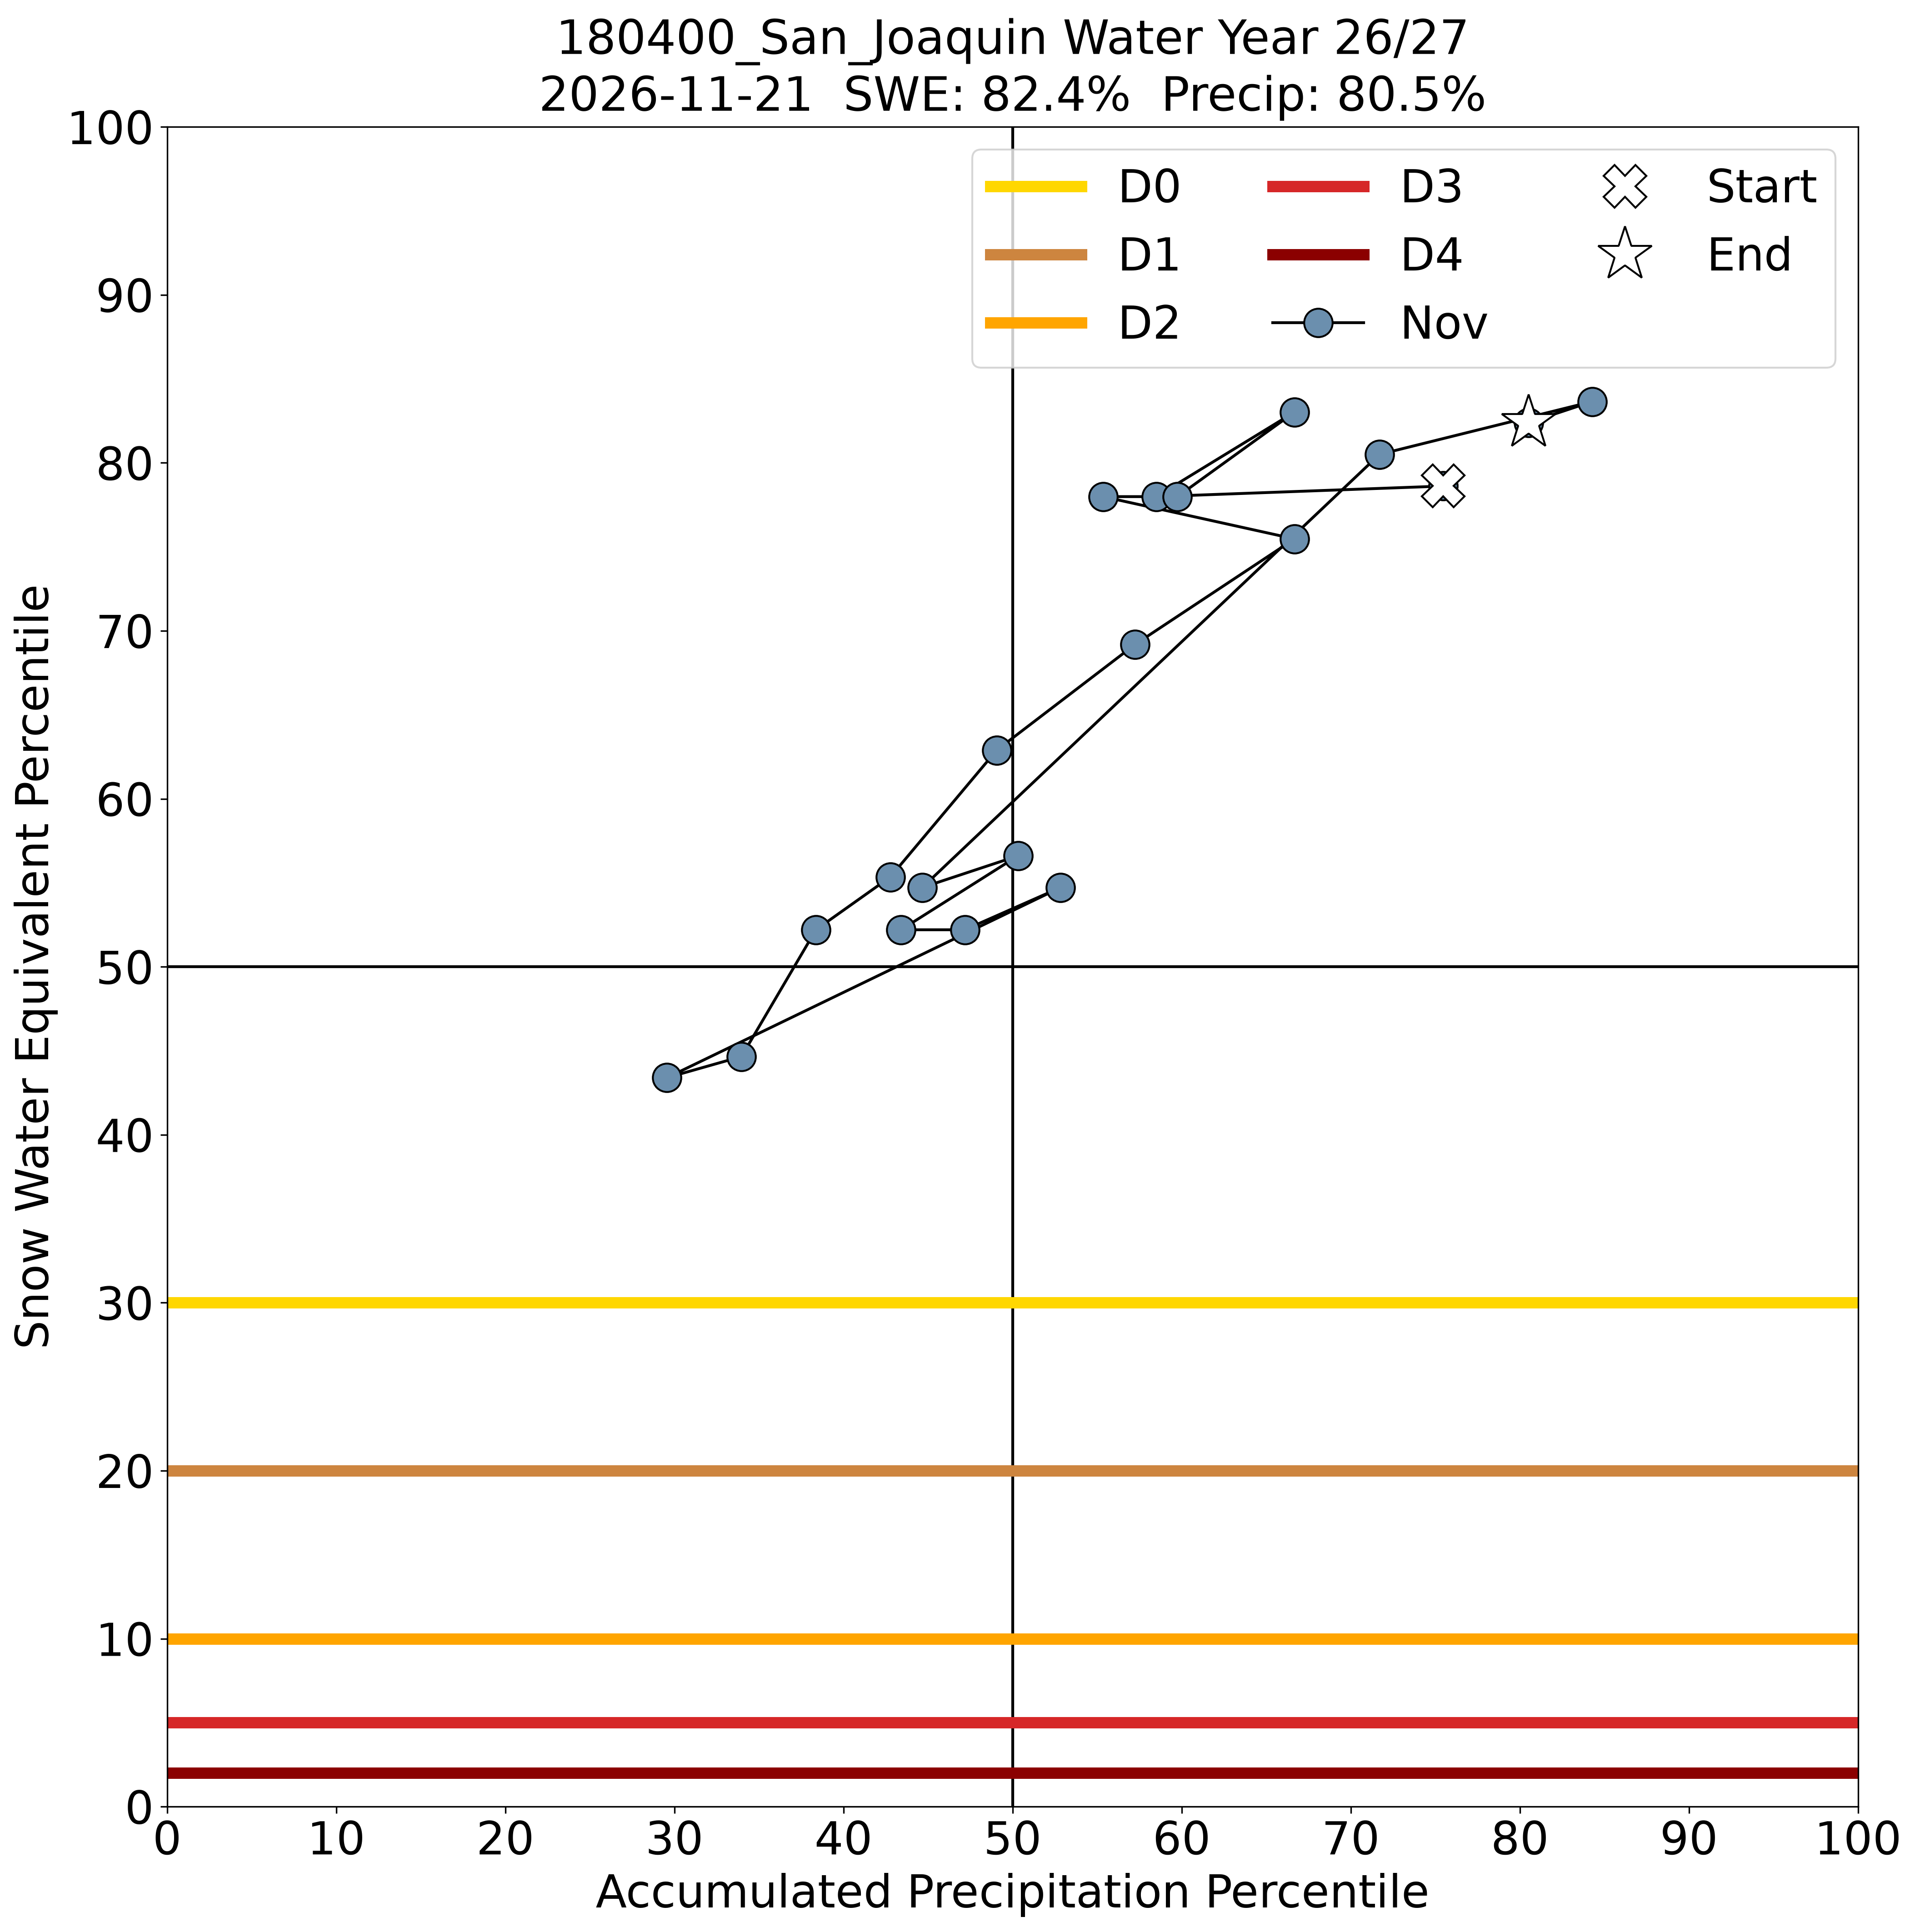 180400_San_Joaquin Water Year 26/27
2026-11-21 SWE: 82.4% Precip: 80.5%
100
90
80
70
60
50
40
30
20
10
0
Snow Water Equivalent Percentile
D0
D1
D2
D3
D4
Nov
Start
End
0 10 20 30 40 50 60 70 80 90 100
Accumulated Precipitation Percentile